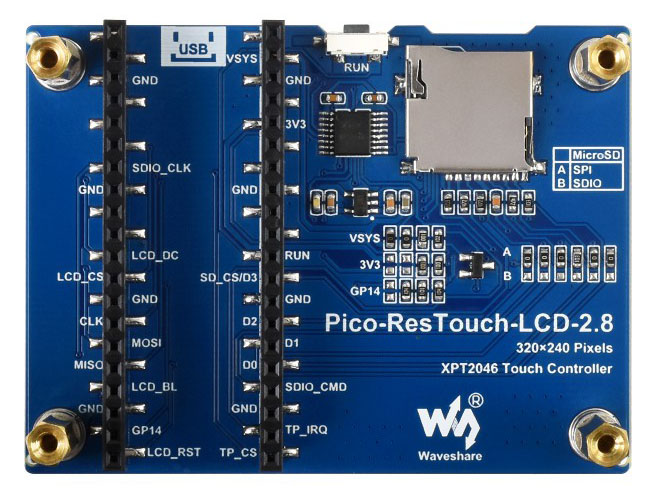 USB
VSYS
RUN
GND
GND
3V3
SDIO_CLK
MicroSD
A SPI
B SDIO
GND
GND
VSYS
LCD_DC
RUN
A
3V3
LCD_CS
SD_CS/D3
B
GP14
GND
GND
CLK
D2
Pico-ResTouch-LCD-2.8
MOSI
D1
320×240 Pixels
MISO
D0
XPT2046 Touch Controller
LCD_BL
SDIO_CMD
GND
GND
GP14
TP_IRQ
LCD_RST
TP_CS
®
Waveshare